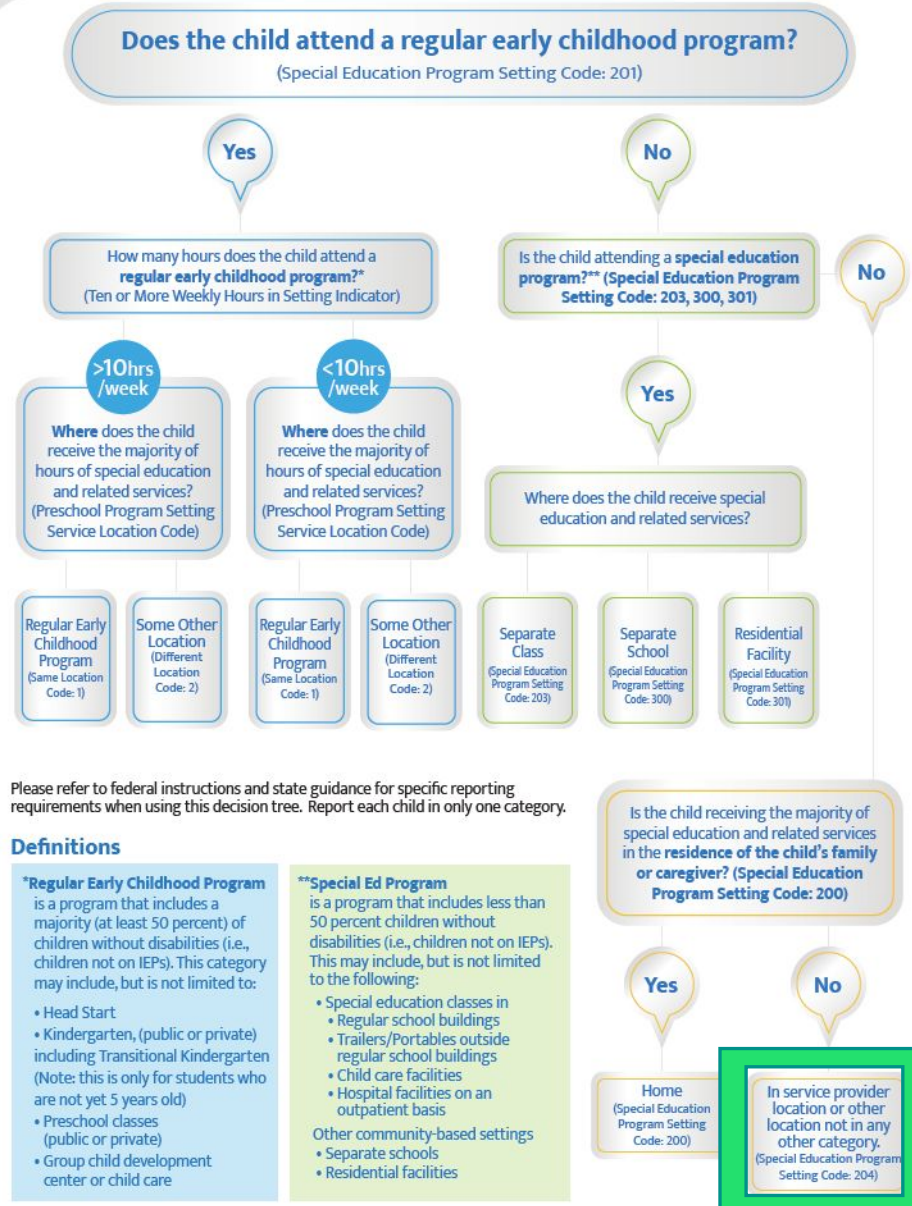 Does the child attend a regular early childhood program?
(Special Education Program Setting Code: 201)
Yes
No
How many hours does the child attend a
regular early childhood program?*
(Ten or More Weekly Hours in Setting Indicator)
Is the child attending a special education
program?** (Special Education Program
Setting Code: 203, 300, 301)
No
>10hrs
/week
Where does the child
receive the majority of
hours of special education
and related services?
(Preschool Program Setting
Service Location Code)
<10hrs
/week
Where does the child
receive the majority of
hours of special education
and related services?
(Preschool Program Setting
Service Location Code)
Yes
Where does the child receive special
education and related services?
Regular Early
Childhood
Program
(Same Location
Code: 1)
Some Other
Location
(Different
Location
Code: 2)
Regular Early
Childhood
Program
(Same Location
Code: 1)
Some Other
Location
(Different
Location
Code: 2)
Separate
Class
(Special Education
Program Setting
Code: 203)
Separate
School
(Special Education
Program Setting
Code: 300)
Residential
Facility
(Special Education
Program Setting
Code: 301)
Please refer to federal instructions and state guidance for specific reporting
requirements when using this decision tree. Report each child in only one category.
Definitions
*Regular Early Childhood Program
is a program that includes a
majority (at least 50 percent) of
children without disabilities (i.e.,
children not on IEPs). This category
may include, but is not limited to:
• Head Start
• Kindergarten, (public or private)
including Transitional Kindergarten
(Note: this is only for students who
are not yet 5 years old)
• Preschool classes
(public or private)
• Group child development
center or child care
**Special Ed Program
is a program that includes less than
50 percent children without
disabilities (i.e., children not on IEPs).
This may include, but is not limited
to the following:
• Special education classes in
• Regular school buildings
• Trailers/Portables outside
regular school buildings
• Child care facilities
• Hospital facilities on an
outpatient basis
Other community-based settings
• Separate schools
• Residential facilities
Is the child receiving the majority of
special education and related services
in the residence of the child's family
or caregiver? (Special Education
Program Setting Code: 200)
Yes
No
Home
(Special Education
Program Setting
Code: 200)
In service provider
location or other
location not in any
other category.
(Special Education Program
Setting Code: 204)